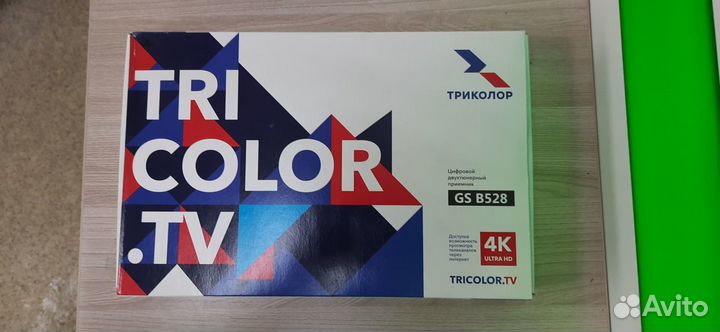 TRI
COLOR
.TV
ТРИКОЛОР
Цифровой
двухтюнерный
приемник
GS B528
Доступна
возможность
просмотра
телеканалов
через
интернет
4K
ULTRA HD
TRICOLOR.TV
Avito